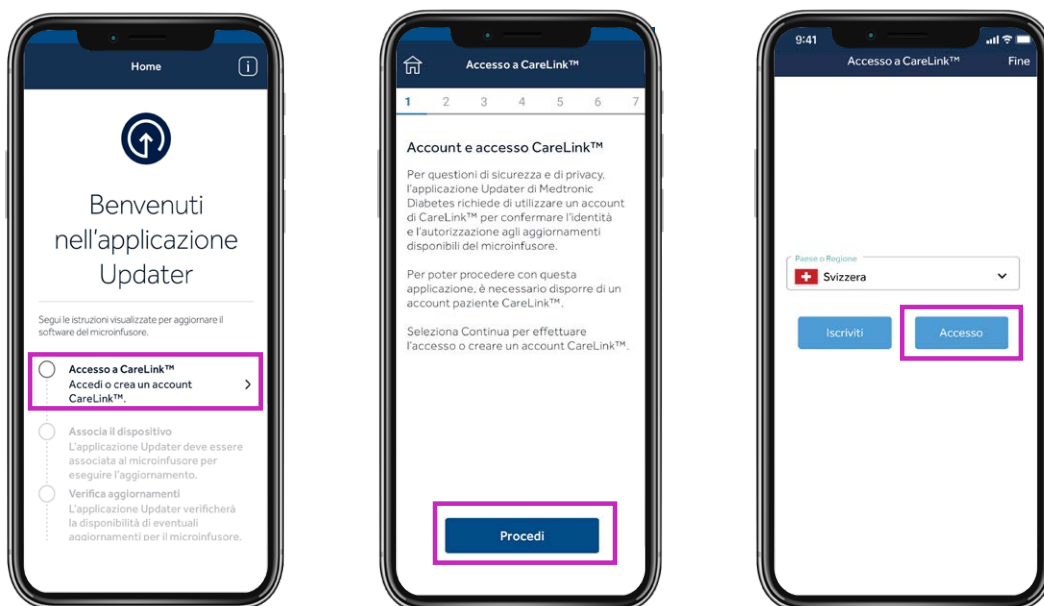 Home
i
Benvenuti
nell'applicazione
Updater
Segui le istruzioni visualizzate per aggiornare il
software del microinfusore.
Accesso a CareLink™
Accedi o crea un account
CareLink™.
Associa il dispositivo
L'applicazione Updater deve essere
associata al microinfusore per
eseguire l'aggiornamento.
Verifica aggiornamenti
L'applicazione Updater verificherà
la disponibilità di eventuali
aggiornamenti per il microinfusore.
Accesso a CareLink™
1 2 3 4 5 6 7
Account e accesso CareLink™
Per questioni di sicurezza e di privacy,
l'applicazione Updater di Medtronic
Diabetes richiede di utilizzare un account
di CareLink™ per confermare l'identità
e l'autorizzazione agli aggiornamenti
disponibili del microinfusore.
Per poter procedere con questa
applicazione, è necessario disporre di un
account paziente CareLink™.
Seleziona Continua per effettuare
l'accesso o creare un account CareLink™.
Procedi
9:41
Accesso a CareLink™ Fine
Paese o Regione
Svizzera
Iscriviti Accesso